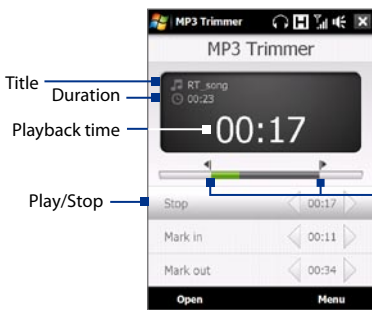 MP3 Trimmer
MP3 Trimmer
Title
RT_song
Duration
00:23
Playback time
00:17
Play/Stop
Stop
00:17
Mark in
00:11
Mark out
00:34
Open
Menu